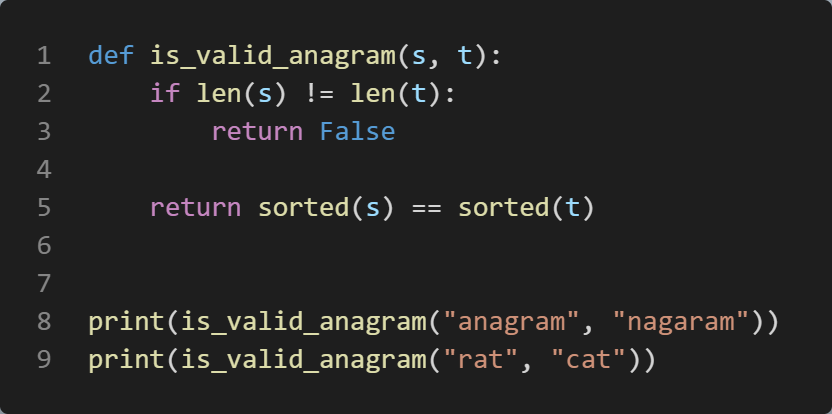 1 def is_valid_anagram(s, t):
2     if len(s) != len(t):
3         return False
4
5     return sorted(s) == sorted(t)
6
7
8 print(is_valid_anagram("anagram", "nagaram"))
9 print(is_valid_anagram("rat", "cat"))